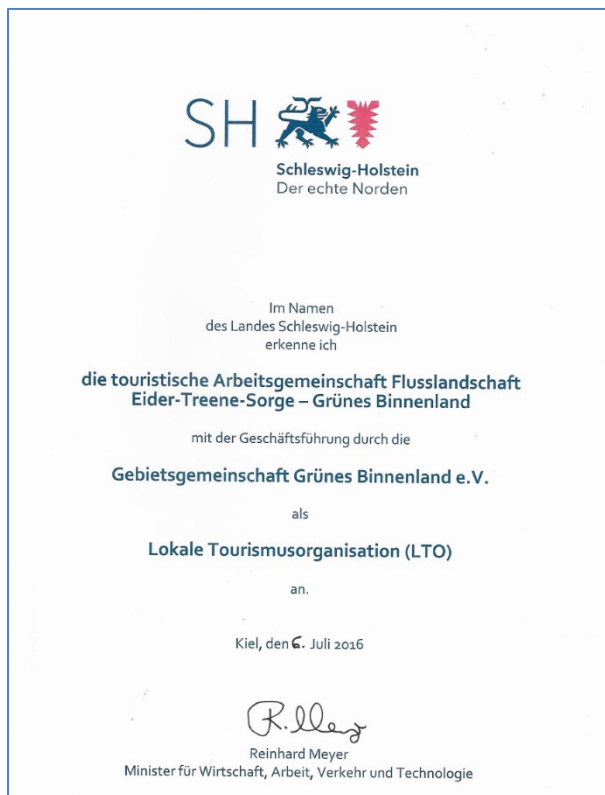 SH
Schleswig-Holstein
Der echte Norden
Im Namen
des Landes Schleswig-Holstein
erkenne ich
die touristische Arbeitsgemeinschaft Flusslandschaft
Eider-Treene-Sorge – Grünes Binnenland
mit der Geschäftsführung durch die
Gebietsgemeinschaft Grünes Binnenland e.V.
als
Lokale Tourismusorganisation (LTO)
an.
Kiel, den 6. Juli 2016
R. Meyer
Reinhard Meyer
Minister für Wirtschaft, Arbeit, Verkehr und Technologie